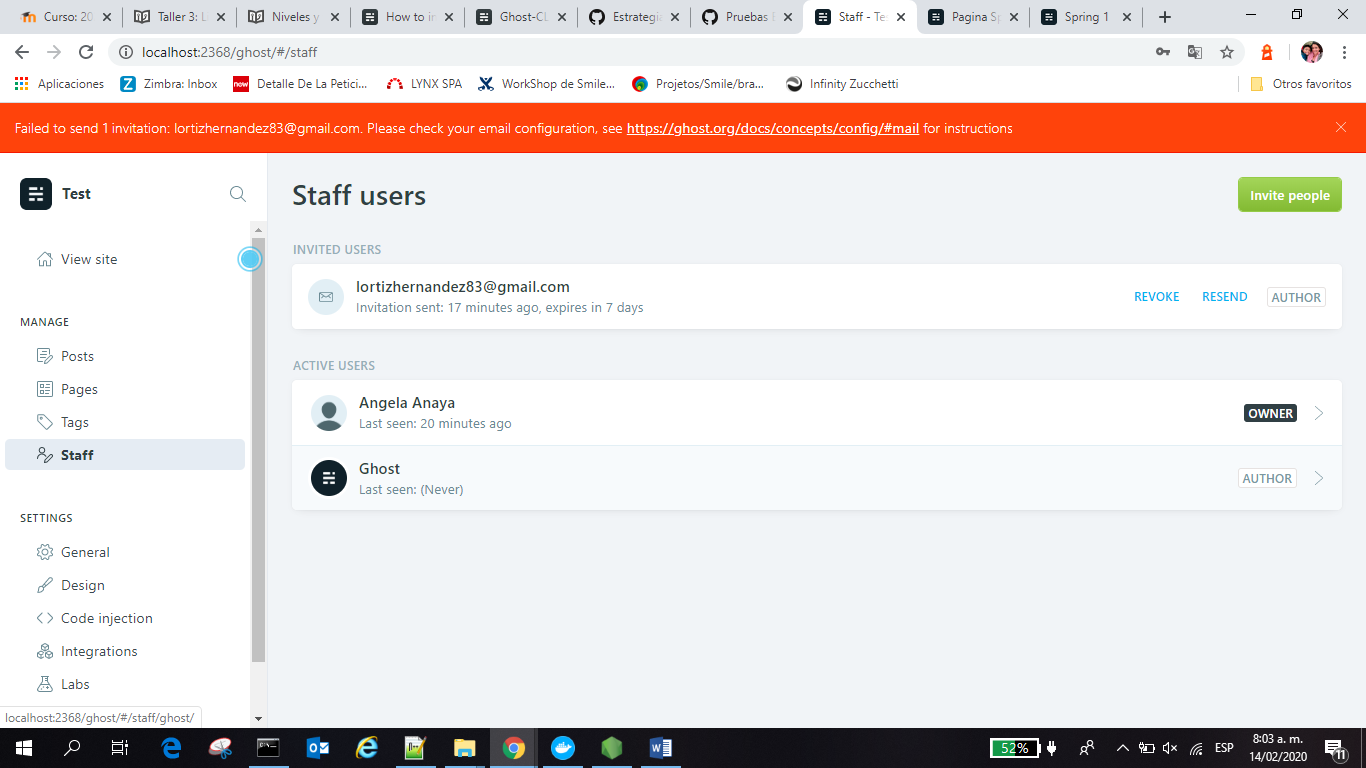 Curso: 20
Taller 3: L
Niveles y
How to in
Ghost-CL
Estrategia
Pruebas E
Staff - Tes
Pagina Sp
Spring 1
localhost:2368/ghost/#/staff
Aplicaciones
Zimbra: Inbox
now
Detalle De La Petici...
LYNX SPA
WorkShop de Smile...
Projetos/Smile/bra...
Infinity Zucchetti
Otros favoritos
Failed to send 1 invitation: lortizhernandez83@gmail.com. Please check your email configuration, see https://ghost.org/docs/concepts/config/#mail for instructions
Test
View site
MANAGE
Posts
Pages
Tags
Staff
SETTINGS
General
Design
Code injection
Integrations
Labs
localhost:2368/ghost/#/staff/ghost/
Staff users
Invite people
INVITED USERS
lortizhernandez83@gmail.com
Invitation sent: 17 minutes ago, expires in 7 days
REVOKE
RESEND
AUTHOR
ACTIVE USERS
Angela Anaya
Last seen: 20 minutes ago
OWNER
Ghost
Last seen: (Never)
AUTHOR
52%
ESP
8:03 a. m.
14/02/2020
11